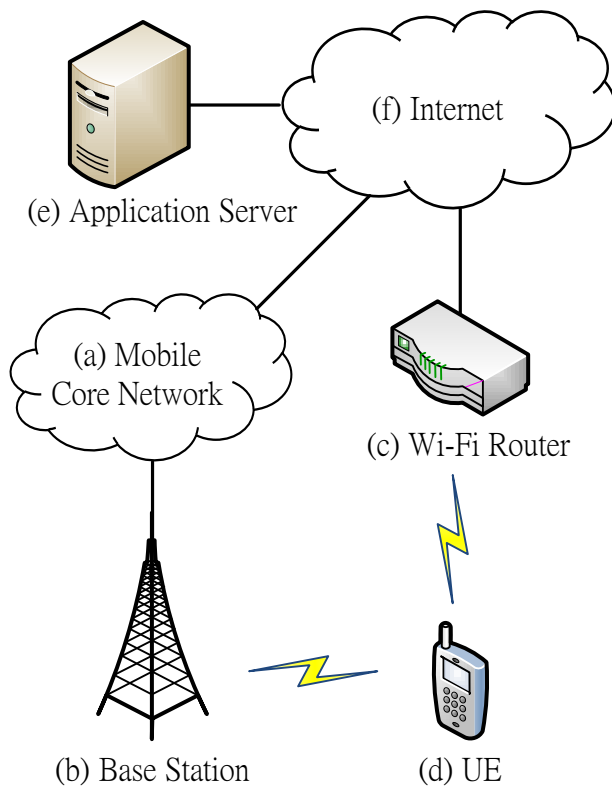 (f) Internet
(e) Application Server
(a) Mobile
Core Network
(c) Wi-Fi Router
(b) Base Station
(d) UE